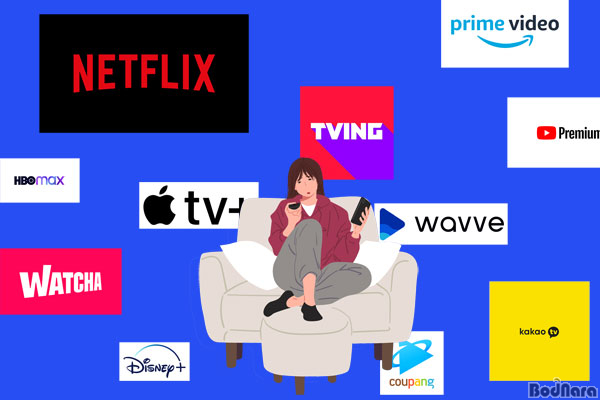 NETFLIX
prime video
TVING
Premium
HBOmax
tv+
wavve
WATCHA
kakao tv
Disney+
coupang
BodNara